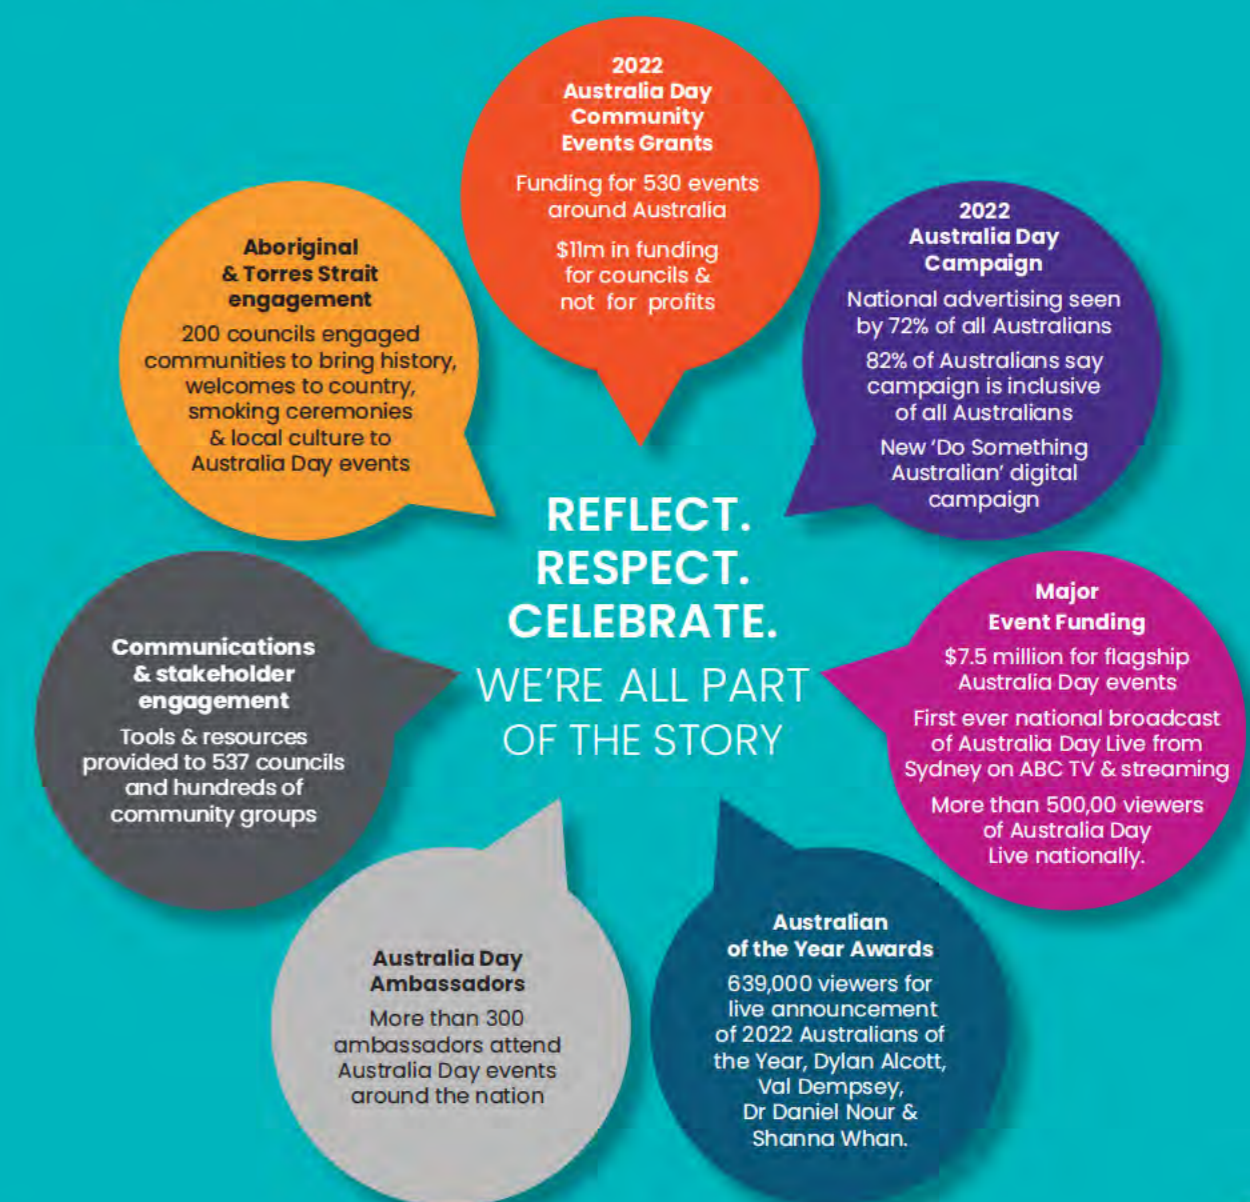 2022
Australia Day
Community
Events Grants
Funding for 530 events
around Australia
$11m in funding
for councils &
not for profits
2022
Australia Day
Campaign
National advertising seen
by 72% of all Australians
82% of Australians say
campaign is inclusive
of all Australians
New ‘Do Something
Australian’ digital
campaign
Major
Event Funding
$7.5 million for flagship
Australia Day events
First ever national broadcast
of Australia Day Live from
Sydney on ABC TV & streaming
More than 500,00 viewers
of Australia Day
Live nationally.
Australian
of the Year Awards
639,000 viewers for
live announcement
of 2022 Australians of
the Year, Dylan Alcott,
Val Dempsey,
Dr Daniel Nour &
Shanna Whan.
Australia Day
Ambassadors
More than 300
ambassadors attend
Australia Day events
around the nation
Communications
& stakeholder
engagement
Tools & resources
provided to 537 councils
and hundreds of
community groups
Aboriginal
& Torres Strait
engagement
200 councils engaged
communities to bring history,
welcomes to country,
smoking ceremonies
& local culture to
Australia Day events
REFLECT.
RESPECT.
CELEBRATE.
WE’RE ALL PART
OF THE STORY